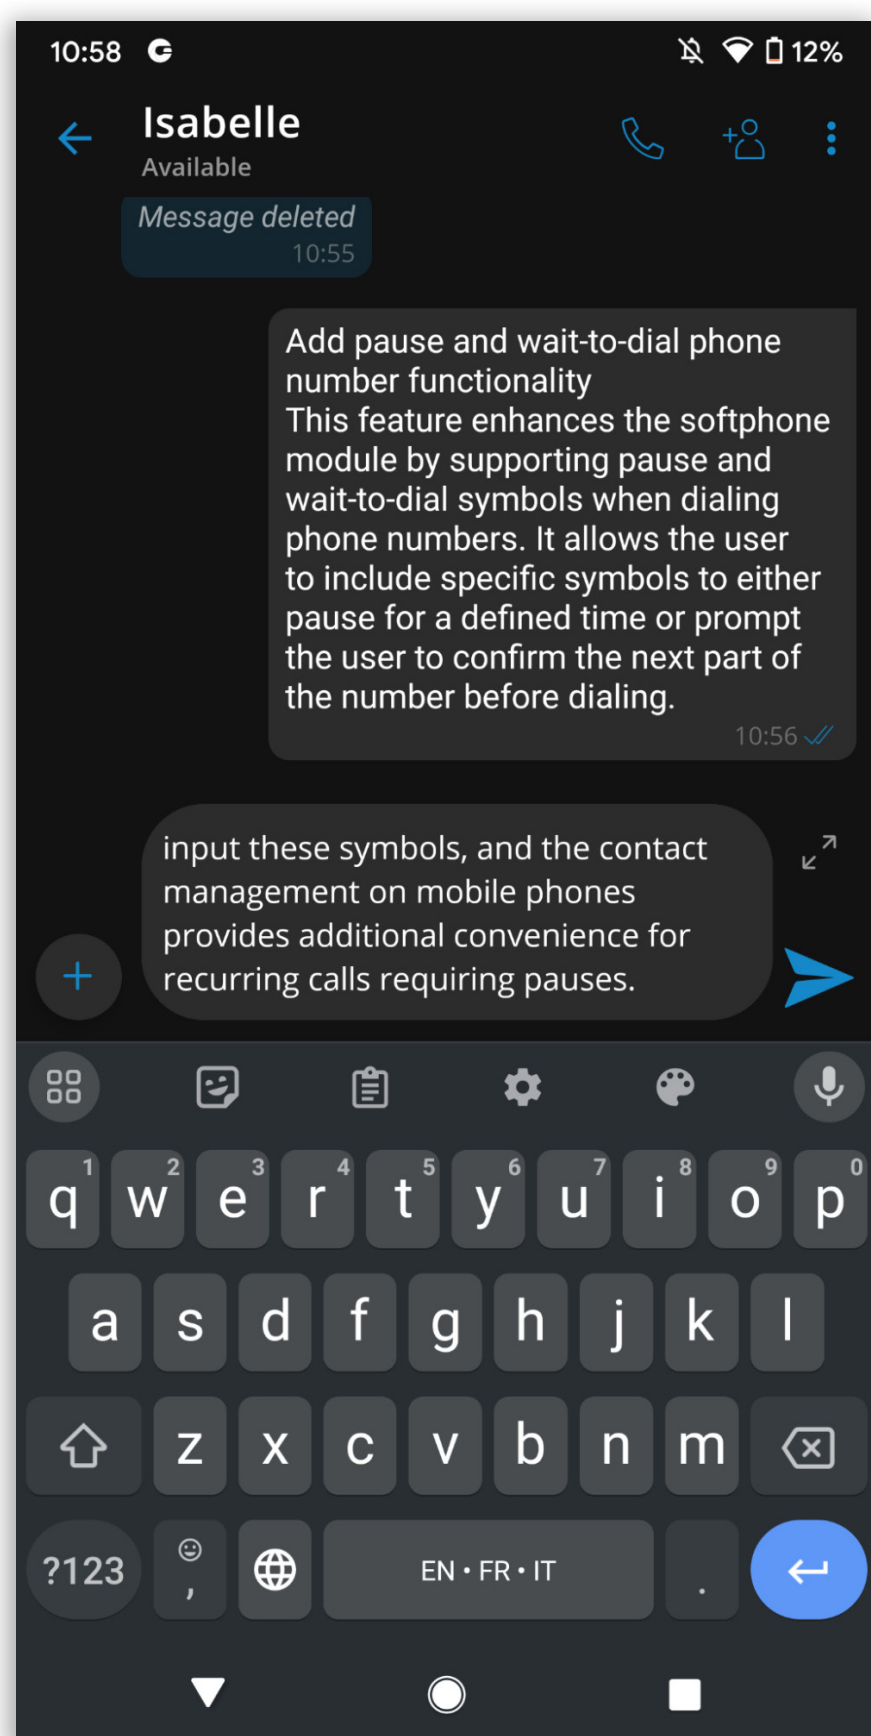 10:58 12%
Isabelle
Available
Message deleted
10:55
Add pause and wait-to-dial phone
number functionality
This feature enhances the softphone
module by supporting pause and
wait-to-dial symbols when dialing
phone numbers. It allows the user
to include specific symbols to either
pause for a defined time or prompt
the user to confirm the next part of
the number before dialing.
10:56
input these symbols, and the contact
management on mobile phones
provides additional convenience for
recurring calls requiring pauses.
1 2 3 4 5 6 7 8 9 0
q w e r t y u i o p
a s d f g h j k l
z x c v b n m
?123 , EN • FR • IT .